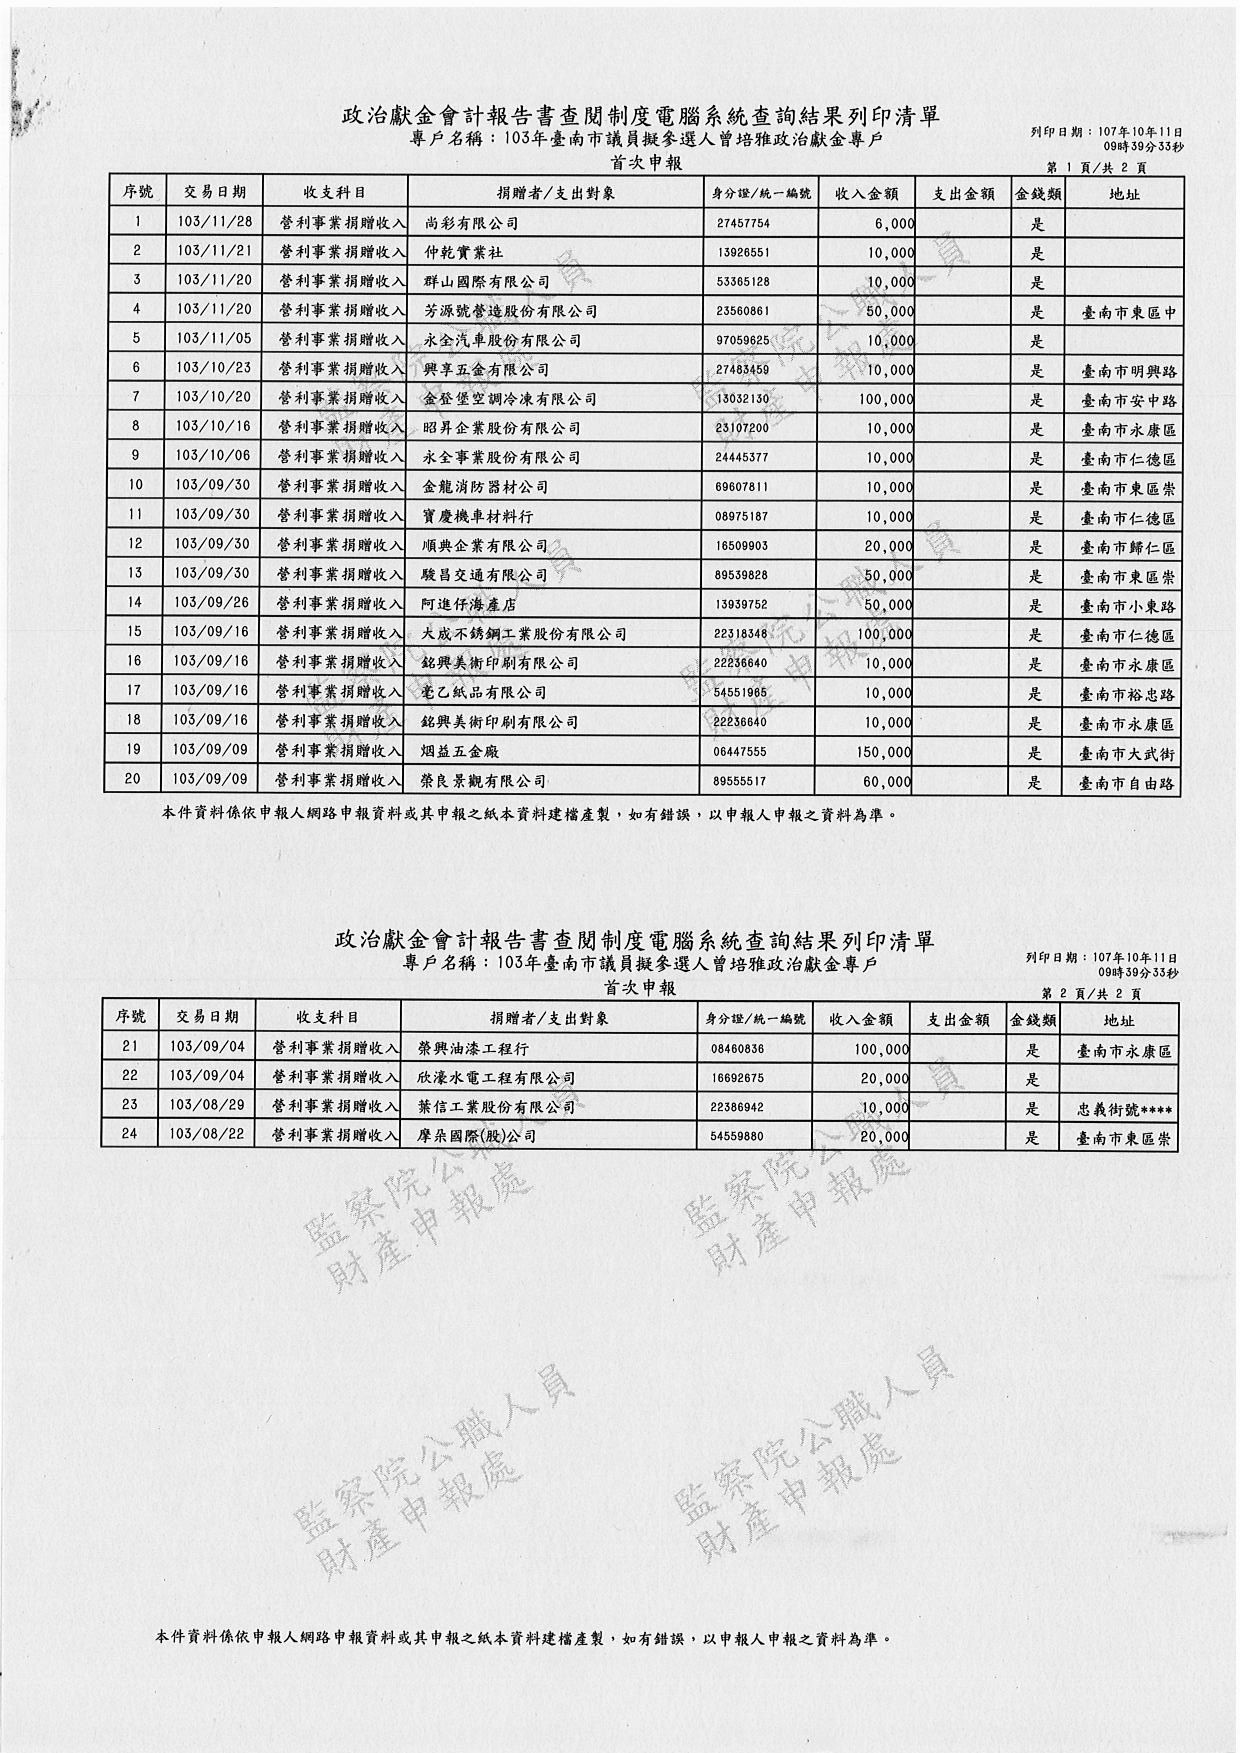 政治獻金會計報告書查閱制度電腦系統查詢結果列印清單
專戶名稱：103年臺南市議員擬參選人曾培雅政治獻金專戶
列印日期：107年10月11日
09時39分33秒
首次申報
第 1 頁/共 2 頁
序號 交易日期 收支科目 捐贈者/支出對象 身分證/統一編號 收入金額 支出金額 金錢類 地址
1 103/11/28 營利事業捐贈收入 尚彩有限公司 27457754 6,000 是
2 103/11/21 營利事業捐贈收入 仲乾實業社 13926551 10,000 是
3 103/11/20 營利事業捐贈收入 群山國際有限公司 53365128 10,000 是
4 103/11/20 營利事業捐贈收入 芳源號營造股份有限公司 23560861 50,000 是 臺南市東區中
5 103/11/05 營利事業捐贈收入 永全汽車股份有限公司 97059625 10,000 是
6 103/10/23 營利事業捐贈收入 興享五金有限公司 27483459 10,000 是 臺南市明興路
7 103/10/20 營利事業捐贈收入 金登堡空調冷凍有限公司 13032130 100,000 是 臺南市安中路
8 103/10/16 營利事業捐贈收入 昭昇企業股份有限公司 23107200 10,000 是 臺南市永康區
9 103/10/06 營利事業捐贈收入 永全事業股份有限公司 24445377 10,000 是 臺南市仁德區
10 103/09/30 營利事業捐贈收入 金龍消防器材公司 69607811 10,000 是 臺南市東區崇
11 103/09/30 營利事業捐贈收入 寶慶機車材料行 08975187 10,000 是 臺南市仁德區
12 103/09/30 營利事業捐贈收入 順典企業有限公司 16509903 20,000 是 臺南市歸仁區
13 103/09/30 營利事業捐贈收入 駿昌交通有限公司 89539828 50,000 是 臺南市東區崇
14 103/09/26 營利事業捐贈收入 阿進仔海產店 13939752 50,000 是 臺南市小東路
15 103/09/16 營利事業捐贈收入 大成不銹鋼工業股份有限公司 22318348 100,000 是 臺南市仁德區
16 103/09/16 營利事業捐贈收入 銘興美術印刷有限公司 22236640 10,000 是 臺南市永康區
17 103/09/16 營利事業捐贈收入 耄乙紙品有限公司 54551965 10,000 是 臺南市裕忠路
18 103/09/16 營利事業捐贈收入 銘興美術印刷有限公司 22236640 10,000 是 臺南市永康區
19 103/09/09 營利事業捐贈收入 烟益五金廠 06447555 150,000 是 臺南市大武街
20 103/09/09 營利事業捐贈收入 榮良景觀有限公司 89555517 60,000 是 臺南市自由路
本件資料係依申報人網路申報資料或其申報之紙本資料建檔產製，如有錯誤，以申報人申報之資料為準。
監察院公職人員
財產申報處
監察院公職人員
財產申報處
監察院公職人員
財產申報處
監察院公職人員
財產申報處
政治獻金會計報告書查閱制度電腦系統查詢結果列印清單
專戶名稱：103年臺南市議員擬參選人曾培雅政治獻金專戶
列印日期：107年10月11日
09時39分33秒
首次申報
第 2 頁/共 2 頁
序號 交易日期 收支科目 捐贈者/支出對象 身分證/統一編號 收入金額 支出金額 金錢類 地址
21 103/09/04 營利事業捐贈收入 榮興油漆工程行 08460836 100,000 是 臺南市永康區
22 103/09/04 營利事業捐贈收入 欣濠水電工程有限公司 16692675 20,000 是
23 103/08/29 營利事業捐贈收入 葉信工業股份有限公司 22386942 10,000 是 忠義街號****
24 103/08/22 營利事業捐贈收入 摩朵國際(股)公司 54559880 20,000 是 臺南市東區崇
監察院公職人員
財產申報處
監察院公職人員
財產申報處
監察院公職人員
財產申報處
監察院公職人員
財產申報處
本件資料係依申報人網路申報資料或其申報之紙本資料建檔產製，如有錯誤，以申報人申報之資料為準。